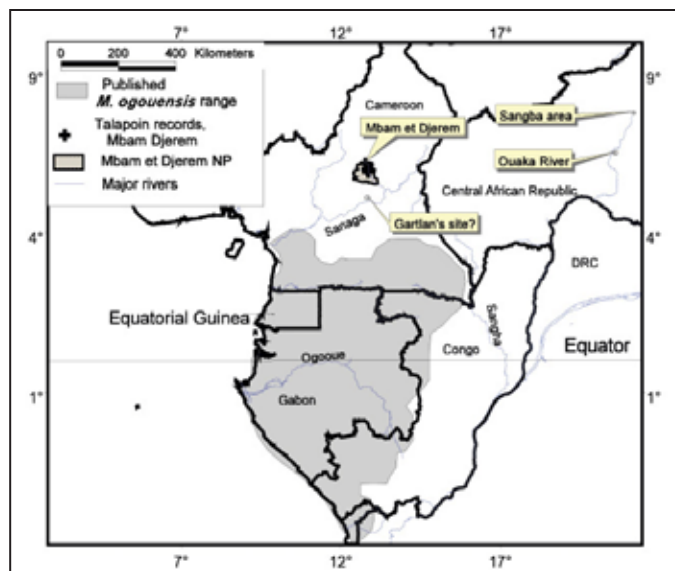 7° 12° 17°
0 200 400 Kilometers
Published
M. ogouensis range
Talapoin records,
Mbam Djerem
Mbam et Djerem NP
Major rivers
9°
9°
Cameroon
Mbam et Djerem
Sangba area
Ouaka River
Central African Republic
Gartlan's site?
Sanaga
4°
4°
DRC
Equatorial Guinea
Sangha
Ogooue
Congo
Equator
Gabon
1°
1°
7° 12° 17°